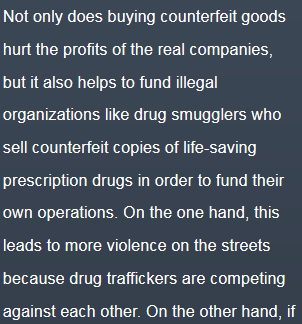 Not only does buying counterfeit goods
hurt the profits of the real companies,
but it also helps to fund illegal
organizations like drug smugglers who
sell counterfeit copies of life-saving
prescription drugs in order to fund their
own operations. On the one hand, this
leads to more violence on the streets
because drug traffickers are competing
against each other. On the other hand, if